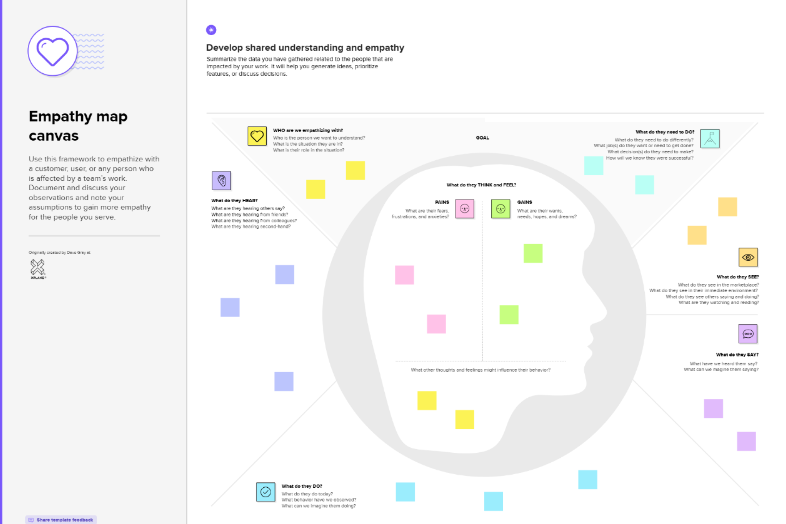 Empathy map
canvas
Use this framework to empathize with
a customer, user, or any person who
is affected by a team's work.
Document and discuss your
observations and note your
assumptions to gain more empathy
for the people you serve.
Originally created by Dave Gray at
XPLANE
Share template feedback
Develop shared understanding and empathy
Summarize the data you have gathered related to the people that are
impacted by your work. It will help you generate ideas, prioritize
features, or discuss decisions.
WHO are we empathizing with?
Who is the person we want to understand?
What is the situation they are in?
What is their role in the situation?
GOAL
What do they need to DO?
What do they need to do differently?
What job(s) do they want or need to get done?
What decision(s) do they need to make?
How will we know they were successful?
What do they HEAR?
What are they hearing others say?
What are they hearing from friends?
What are they hearing from colleagues?
What are they hearing second-hand?
What do they THINK and FEEL?
PAINS
What are their fears,
frustrations, and anxieties?
GAINS
What are their wants,
needs, hopes, and dreams?
What other thoughts and feelings might influence their behavior?
What do they SEE?
What do they see in the marketplace?
What do they see in their immediate environment?
What do they see others saying and doing?
What are they watching and reading?
What do they SAY?
What have we heard them say?
What can we imagine them saying?
What do they DO?
What do they do today?
What behavior have we observed?
What can we imagine them doing?